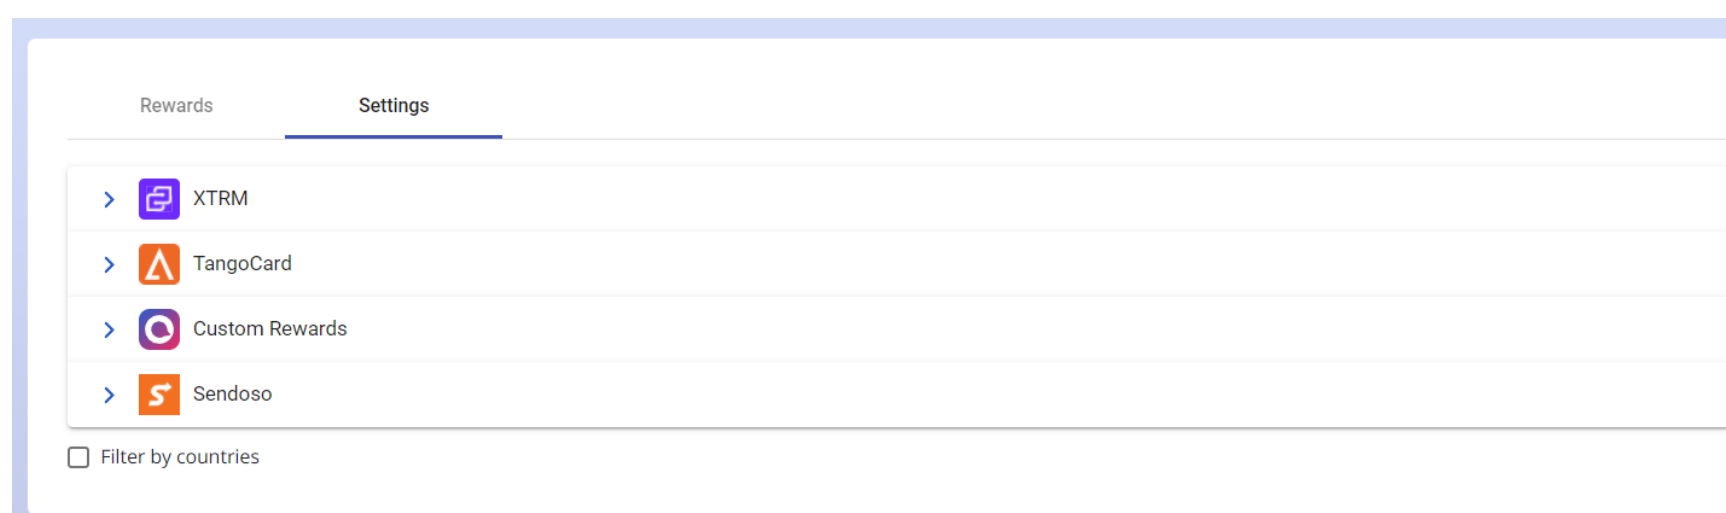 Rewards Settings
XTRM
TangoCard
Custom Rewards
Sendoso
Filter by countries